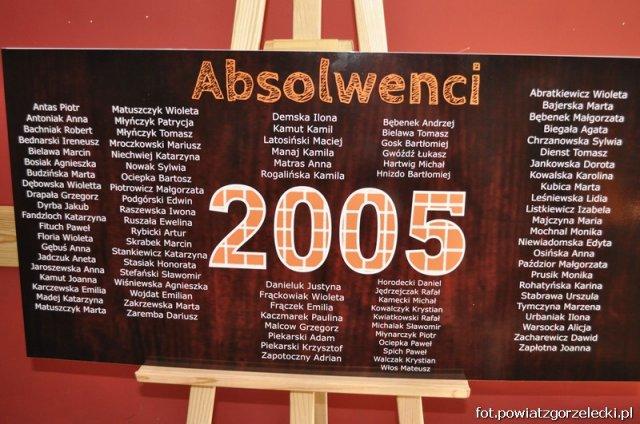 Absolwenci
2005
Antas Piotr
Antoniak Anna
Bachniak Robert
Bednarski Ireneusz
Bielawa Marcin
Bosiak Agnieszka
Budzińska Marta
Dębowska Wioletta
Drapała Grzegorz
Dyrba Jakub
Fandzloch Katarzyna
Fituch Paweł
Floria Wioleta
Gębuś Anna
Jadczuk Aneta
Jaroszewska Anna
Kamut Joanna
Karczewska Emilia
Madej Katarzyna
Matuszczyk Marta
Matuszczyk Wioleta
Młyńczyk Patrycja
Młyńczyk Tomasz
Mroczkowski Mariusz
Niechwiej Katarzyna
Nowak Sylwia
Ociepka Bartosz
Piotrowicz Małgorzata
Podgórski Edwin
Raszewska Iwona
Ruszała Ewelina
Rybicki Artur
Skrabek Marcin
Stankiewicz Katarzyna
Stasiak Honorata
Stefański Sławomir
Wiśniewska Agnieszka
Wojdat Emilian
Zakrzewska Marta
Zaremba Dariusz
Demska Ilona
Kamut Kamil
Latosiński Maciej
Manaj Kamila
Matras Anna
Rogalińska Kamila
Danieluk Justyna
Frąckowiak Wioleta
Frączek Emilia
Kaczmarek Paulina
Malcow Grzegorz
Piekarski Adam
Piekarski Krzysztof
Zapotoczny Adrian
Bębenek Andrzej
Bielawa Tomasz
Gosk Bartłomiej
Gwóźdź Łukasz
Hartwig Michał
Hnizdo Bartłomiej
Horodecki Daniel
Jędrzejczak Rafał
Kamecki Michał
Kowalczyk Krystian
Kwiatkowski Rafał
Michalak Sławomir
Młynarczyk Piotr
Ociepka Paweł
Spich Paweł
Walczak Krystian
Włos Mateusz
Abratkiewicz Wioleta
Bajerska Marta
Bębenek Małgorzata
Biegała Agata
Chrzanowska Sylwia
Dienst Tomasz
Jankowska Dorota
Kowalska Karolina
Kubica Marta
Leśniewska Lidia
Listkiewicz Izabela
Majczyna Maria
Mochnal Monika
Niewiadomska Edyta
Osińska Anna
Paździor Małgorzata
Prusik Monika
Rohatyńska Karina
Stabrawa Urszula
Tymczyna Marzena
Urbaniak Ilona
Warsocka Alicja
Zacharewicz Dawid
Zapłotna Joanna
fot.powiatzgorzelecki.pl